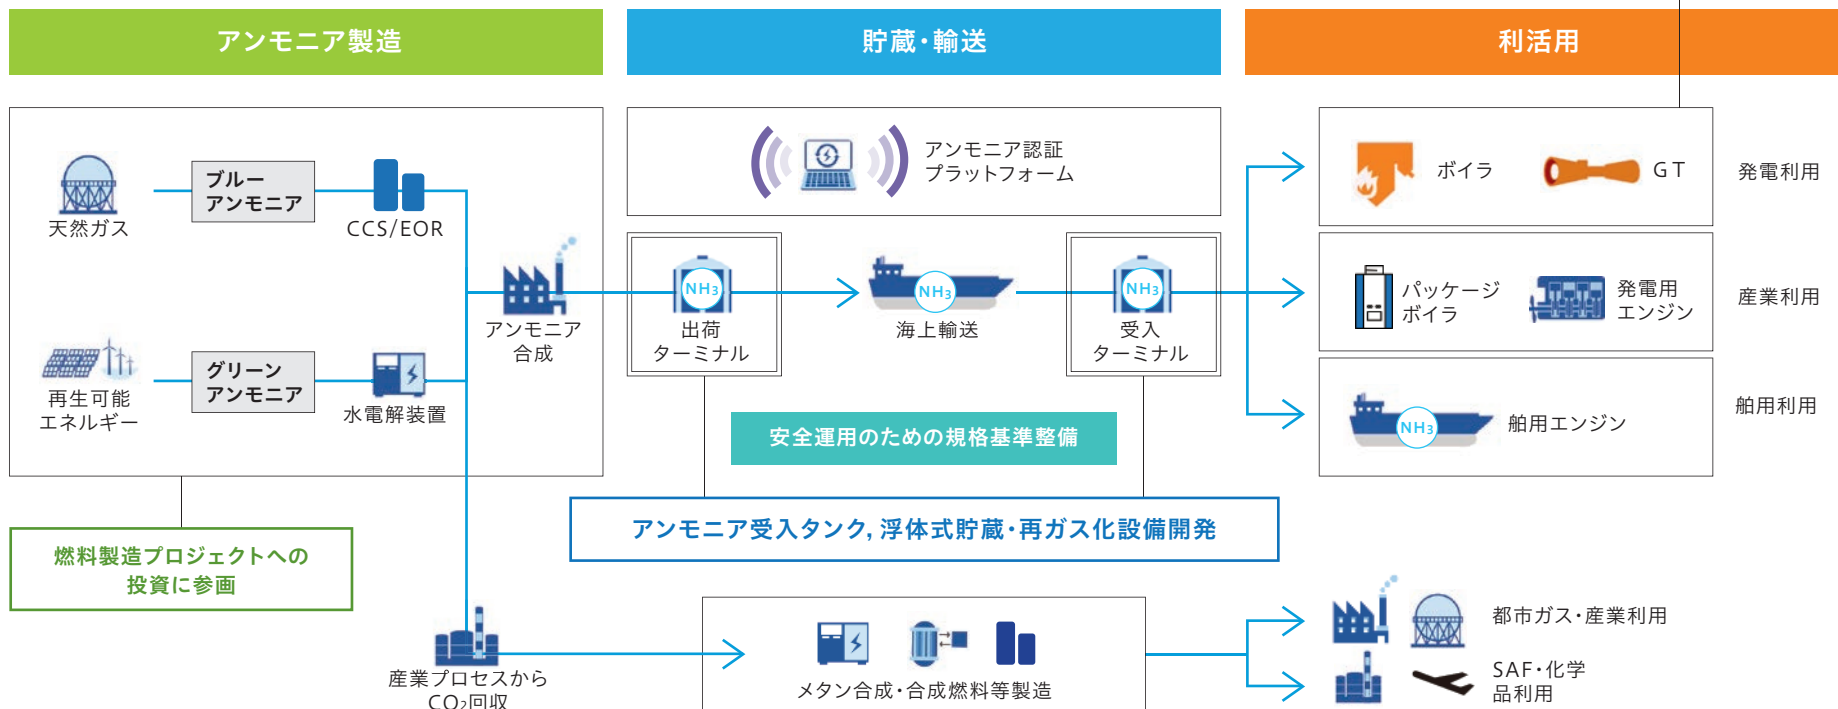 アンモニア製造
貯蔵・輸送
利活用
天然ガス
ブルー
アンモニア
CCS/EOR
再生可能
エネルギー
グリーン
アンモニア
水電解装置
アンモニア
合成
燃料製造プロジェクトへの
投資に参画
アンモニア認証
プラットフォーム
NH₃
出荷
ターミナル
NH₃
海上輸送
NH₃
受入
ターミナル
安全運用のための規格基準整備
アンモニア受入タンク, 浮体式貯蔵・再ガス化設備開発
ボイラ
GT
発電利用
パッケージ
ボイラ
発電用
エンジン
産業利用
NH₃
舶用エンジン
舶用利用
産業プロセスから
CO₂回収
メタン合成・合成燃料等製造
都市ガス・産業利用
SAF・化学
品利用